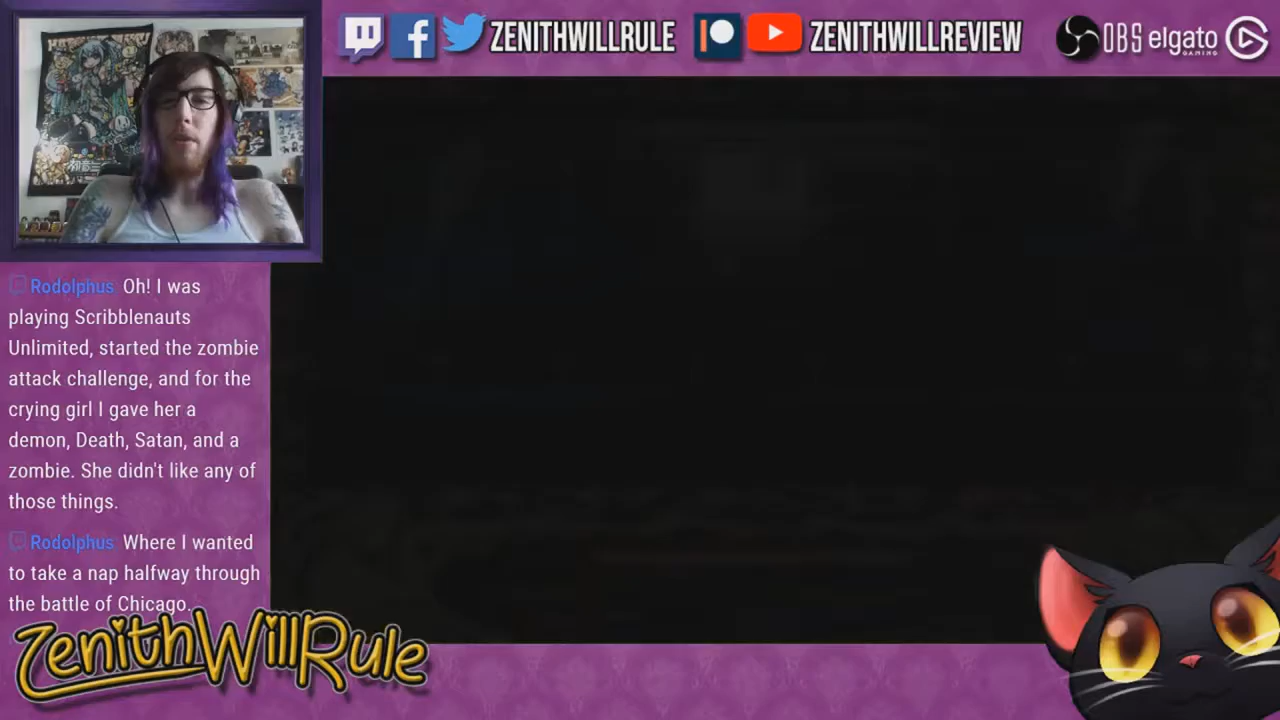 ZENITHWILLRULE ZENITHWILLREVIEW OBS elgato
GAMING
Rodolphus Oh! I was
playing Scribblenauts
Unlimited, started the zombie
attack challenge, and for the
crying girl I gave her a
demon, Death, Satan, and a
zombie. She didn't like any of
those things.
Rodolphus Where I wanted
to take a nap halfway through
the battle of Chicago.
ZenithWillRule